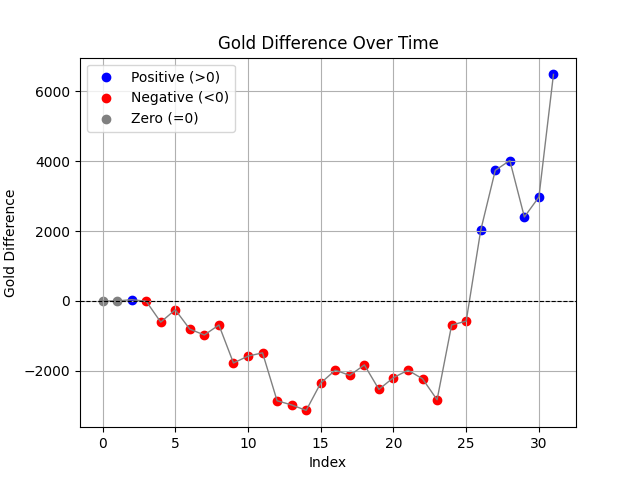 Gold Difference Over Time
Positive (>0)
Negative (<0)
Zero (=0)
6000
4000
2000
0
−2000
Gold Difference
0 5 10 15 20 25 30
Index